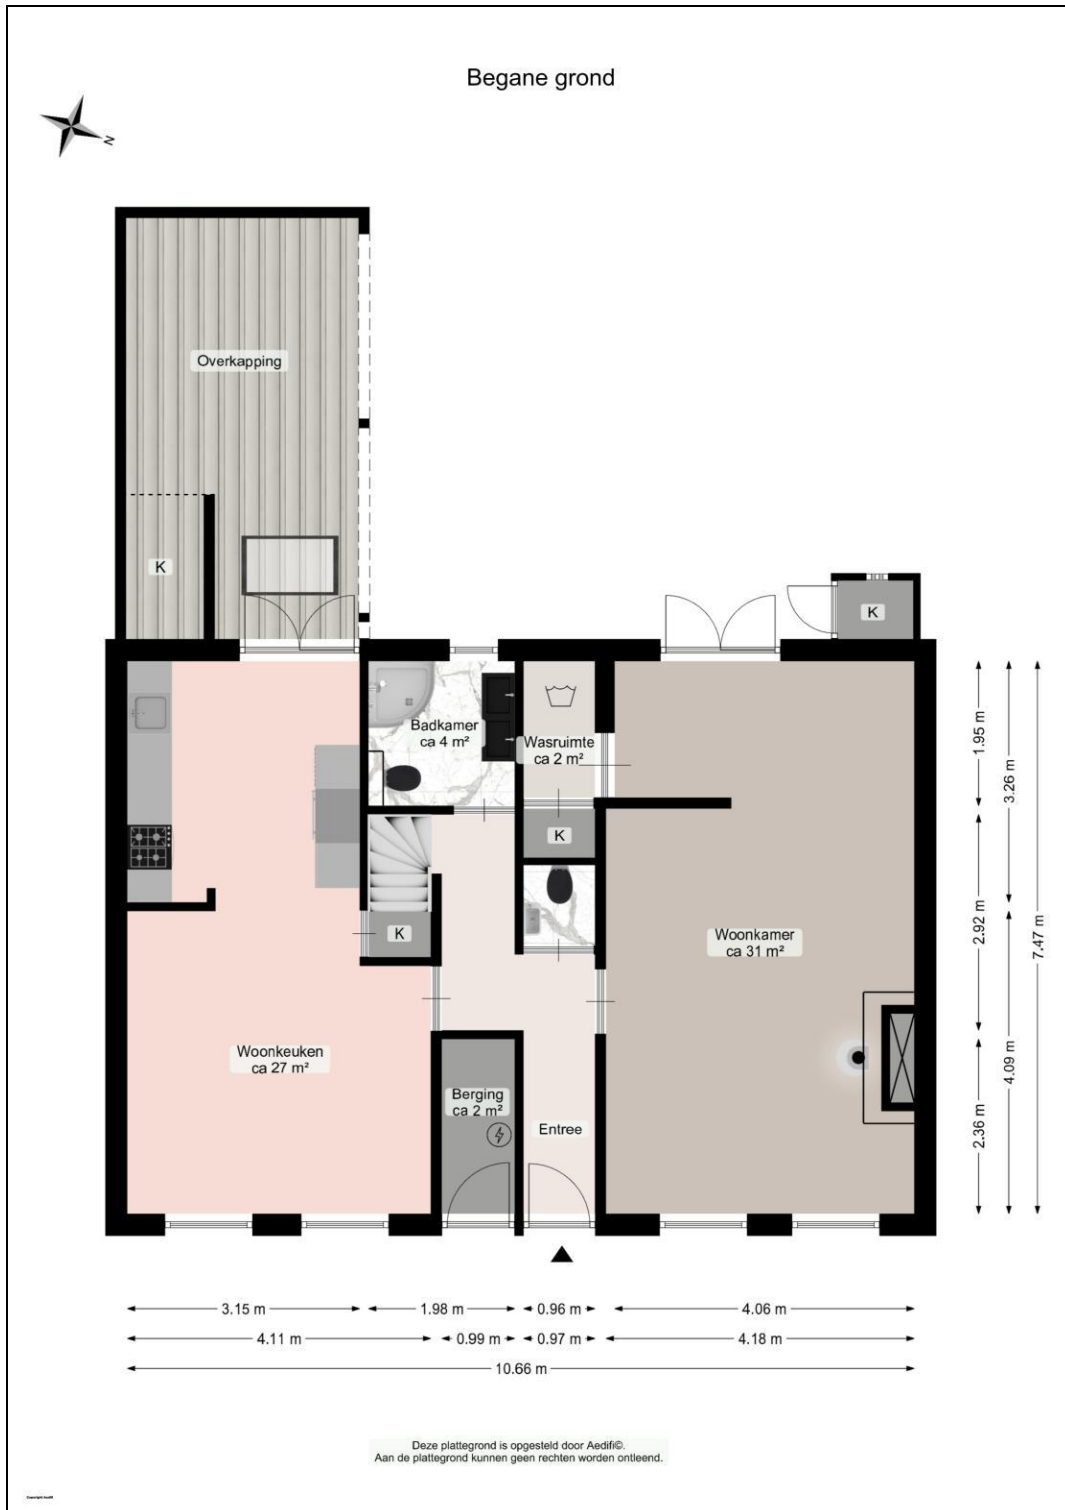 Begane grond
N
Overkapping
K
K
Badkamer
ca 4 m²
Wasruimte
ca 2 m²
K
K
Woonkamer
ca 31 m²
Woonkeuken
ca 27 m²
Berging
ca 2 m²
Entree
1.95 m
3.26 m
2.92 m
7.47 m
4.09 m
2.36 m
3.15 m
1.98 m
0.96 m
4.06 m
4.11 m
0.99 m
0.97 m
4.18 m
10.66 m
Deze plattegrond is opgesteld door Aedifi©.
Aan de plattegrond kunnen geen rechten worden ontleend.